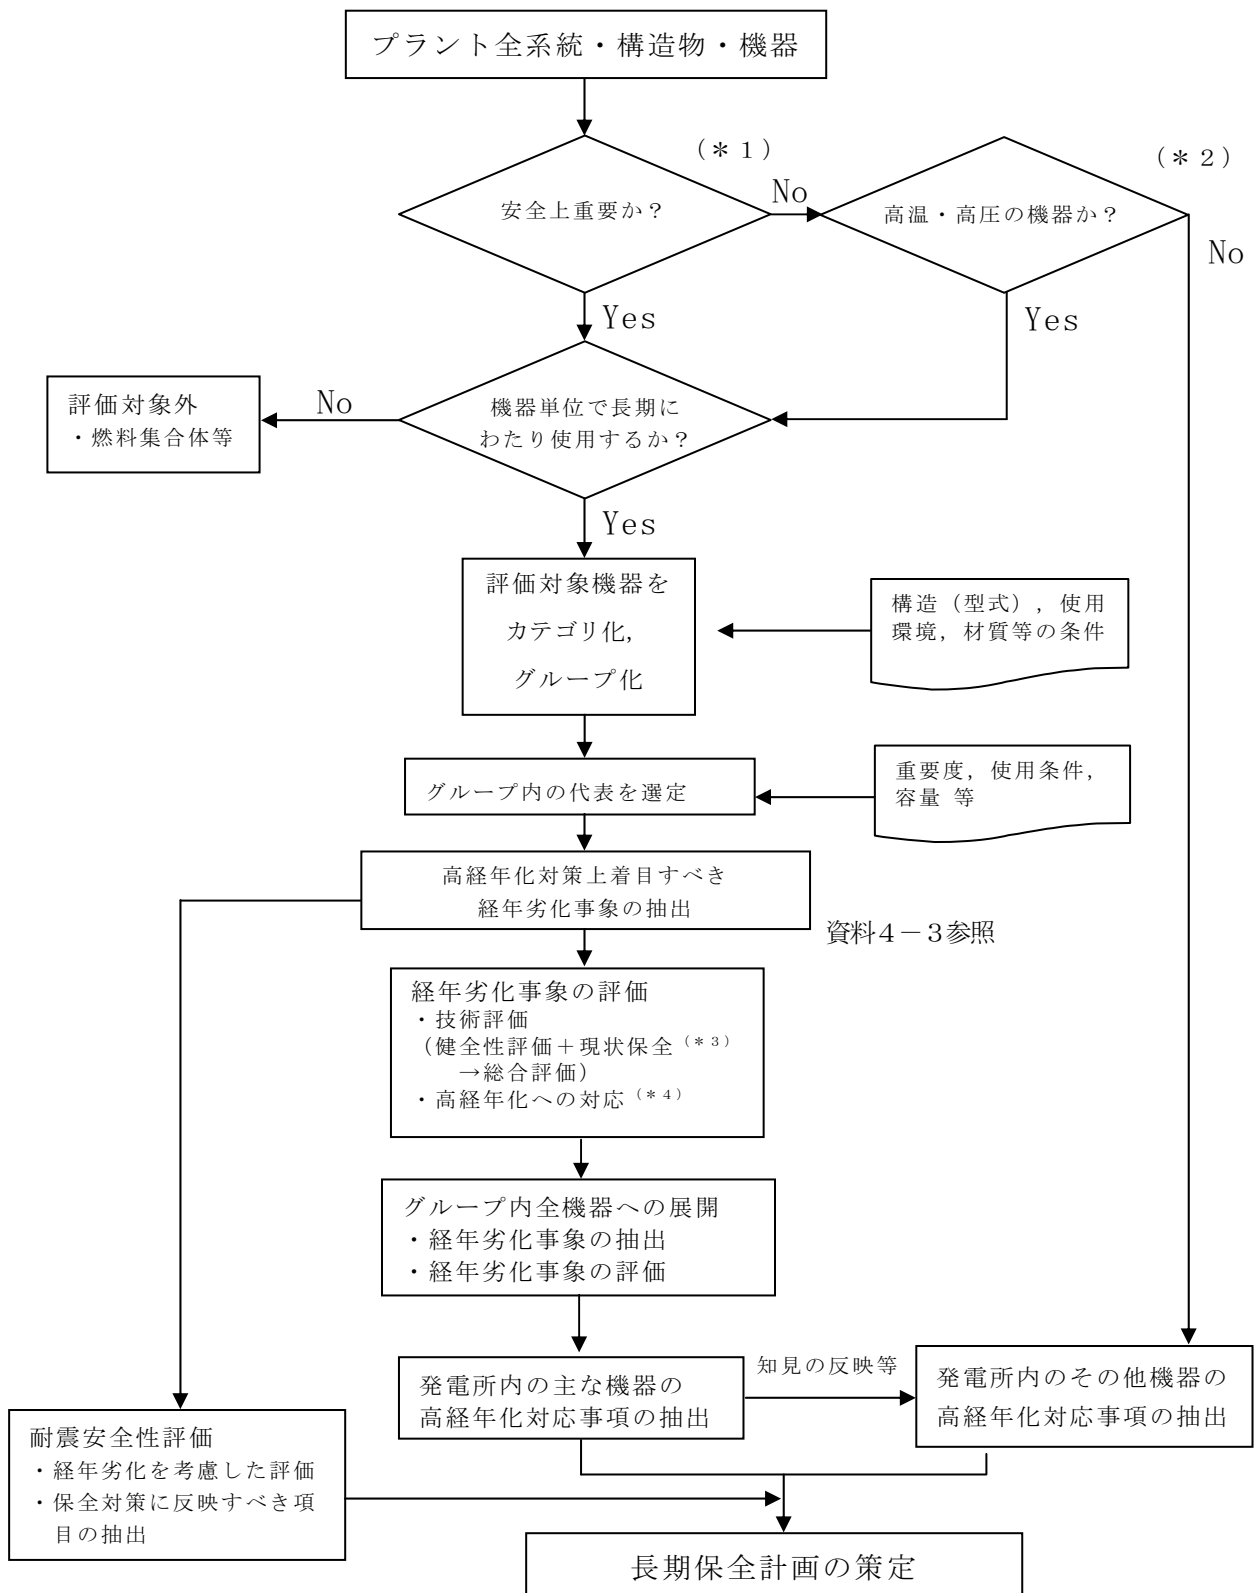 プラント全系統・構造物・機器
(＊1)
(＊2)
安全上重要か？
No
高温・高圧の機器か？
No
Yes
Yes
評価対象外
・燃料集合体等
No
機器単位で長期に
わたり使用するか？
Yes
評価対象機器を
カテゴリ化，
グループ化
構造（型式），使用
環境，材質等の条件
グループ内の代表を選定
重要度，使用条件，
容量 等
高経年化対策上着目すべき
経年劣化事象の抽出
資料４－３参照
経年劣化事象の評価
・技術評価
（健全性評価＋現状保全（＊3）
→総合評価）
・高経年化への対応（＊4）
グループ内全機器への展開
・経年劣化事象の抽出
・経年劣化事象の評価
発電所内の主な機器の
高経年化対応事項の抽出
知見の反映等
発電所内のその他機器の
高経年化対応事項の抽出
耐震安全性評価
・経年劣化を考慮した評価
・保全対策に反映すべき項
目の抽出
長期保全計画の策定